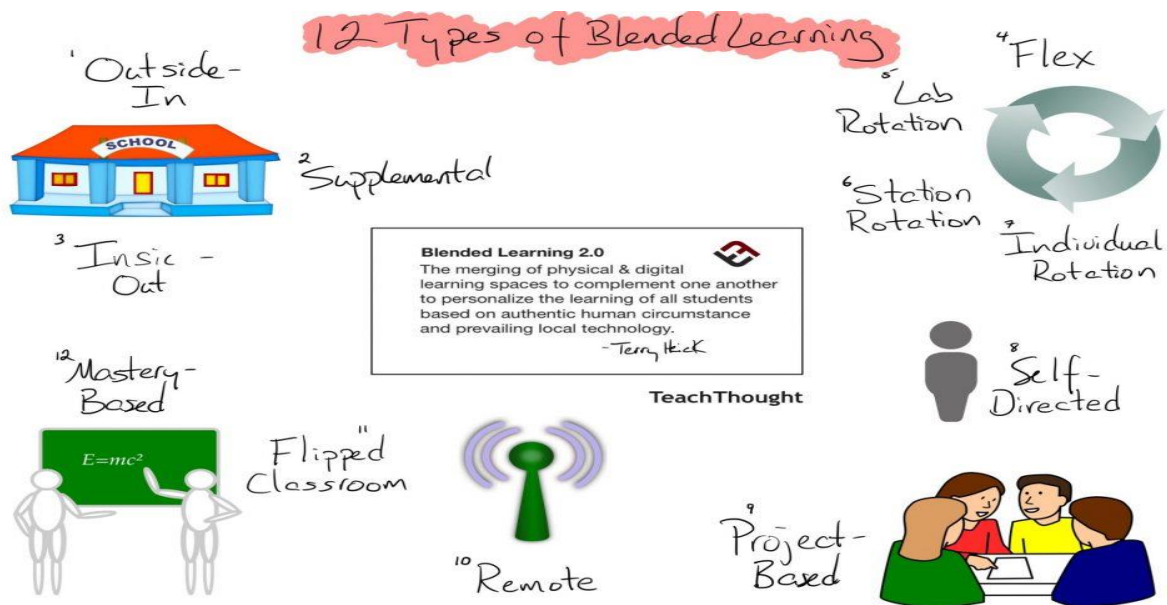 12 Types of Blended Learning
1 Outside-
In
SCHOOL
2 Supplemental
3 Insic -
Out
4 Flex
5 Lab
Rotation
6 Station
Rotation
7 Individual
Rotation
Blended Learning 2.0
The merging of physical & digital
learning spaces to complement one another
to personalize the learning of all students
based on authentic human circumstance
and prevailing local technology.
-Terry Heick
TeachThought
8 Self-
Directed
9 Project-
Based
10 Remote
11 Flipped
Classroom
12 Mastery-
Based
E=mc²